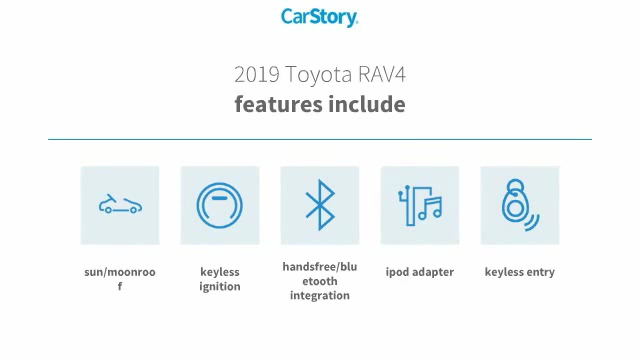 CarStory
2019 Toyota RAV4
features include
sun/moonroo
f
keyless
ignition
handsfree/blu
etooth
integration
ipod adapter
keyless entry